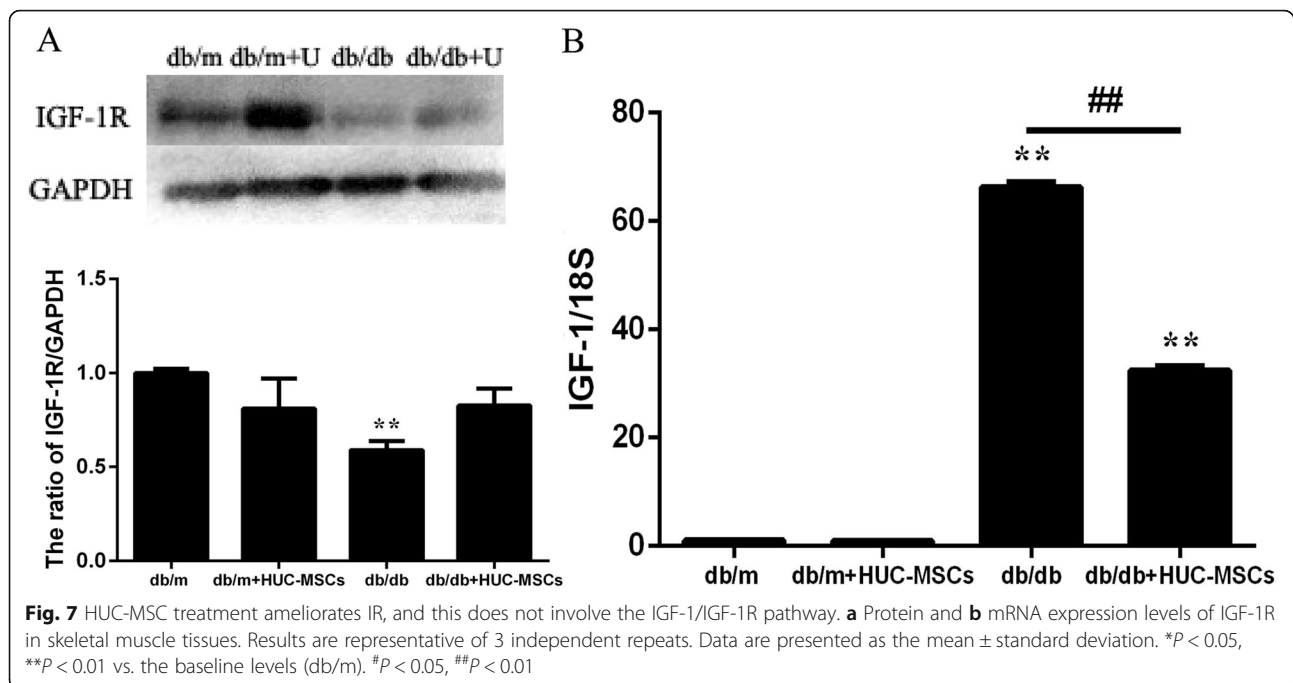 A
db/m db/m+U db/db db/db+U
IGF-1R
GAPDH
The ratio of IGF-1R/GAPDH
1.5
1.0
0.5
0.0
**
db/m db/m+HUC-MSCs db/db db/db+HUC-MSCs
B
IGF-1/18S
80
60
40
20
0
##
**
**
db/m db/m+HUC-MSCs db/db db/db+HUC-MSCs
Fig. 7 HUC-MSC treatment ameliorates IR, and this does not involve the IGF-1/IGF-1R pathway. a Protein and b mRNA expression levels of IGF-1R
in skeletal muscle tissues. Results are representative of 3 independent repeats. Data are presented as the mean ± standard deviation. *P < 0.05,
**P < 0.01 vs. the baseline levels (db/m). #P < 0.05, ##P < 0.01